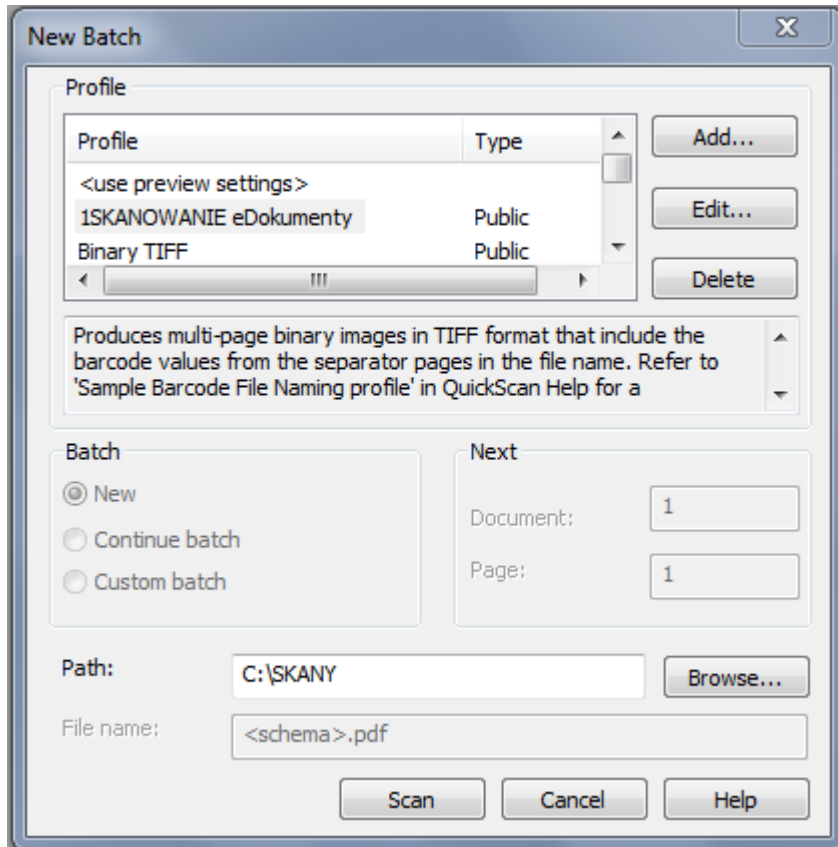 New Batch
Profile
Profile Type
<use preview settings>
1SKANOWANIE eDokumenty Public
Binary TIFF Public
Add...
Edit...
Delete
Produces multi-page binary images in TIFF format that include the
barcode values from the separator pages in the file name. Refer to
'Sample Barcode File Naming profile' in QuickScan Help for a
Batch
New
Continue batch
Custom batch
Next
Document: 1
Page: 1
Path: C:\SKANY Browse...
File name: <schema>.pdf
Scan Cancel Help